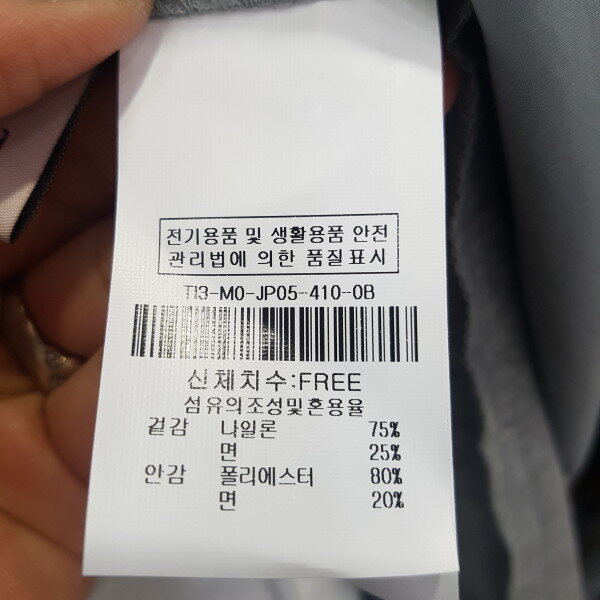 전기용품 및 생활용품 안전
관리법에 의한 품질표시
TI3-M0-JP05-410-0B
신체치수:FREE
섬유의조성및혼용율
겉감 나일론 75%
면 25%
안감 폴리에스터 80%
면 20%